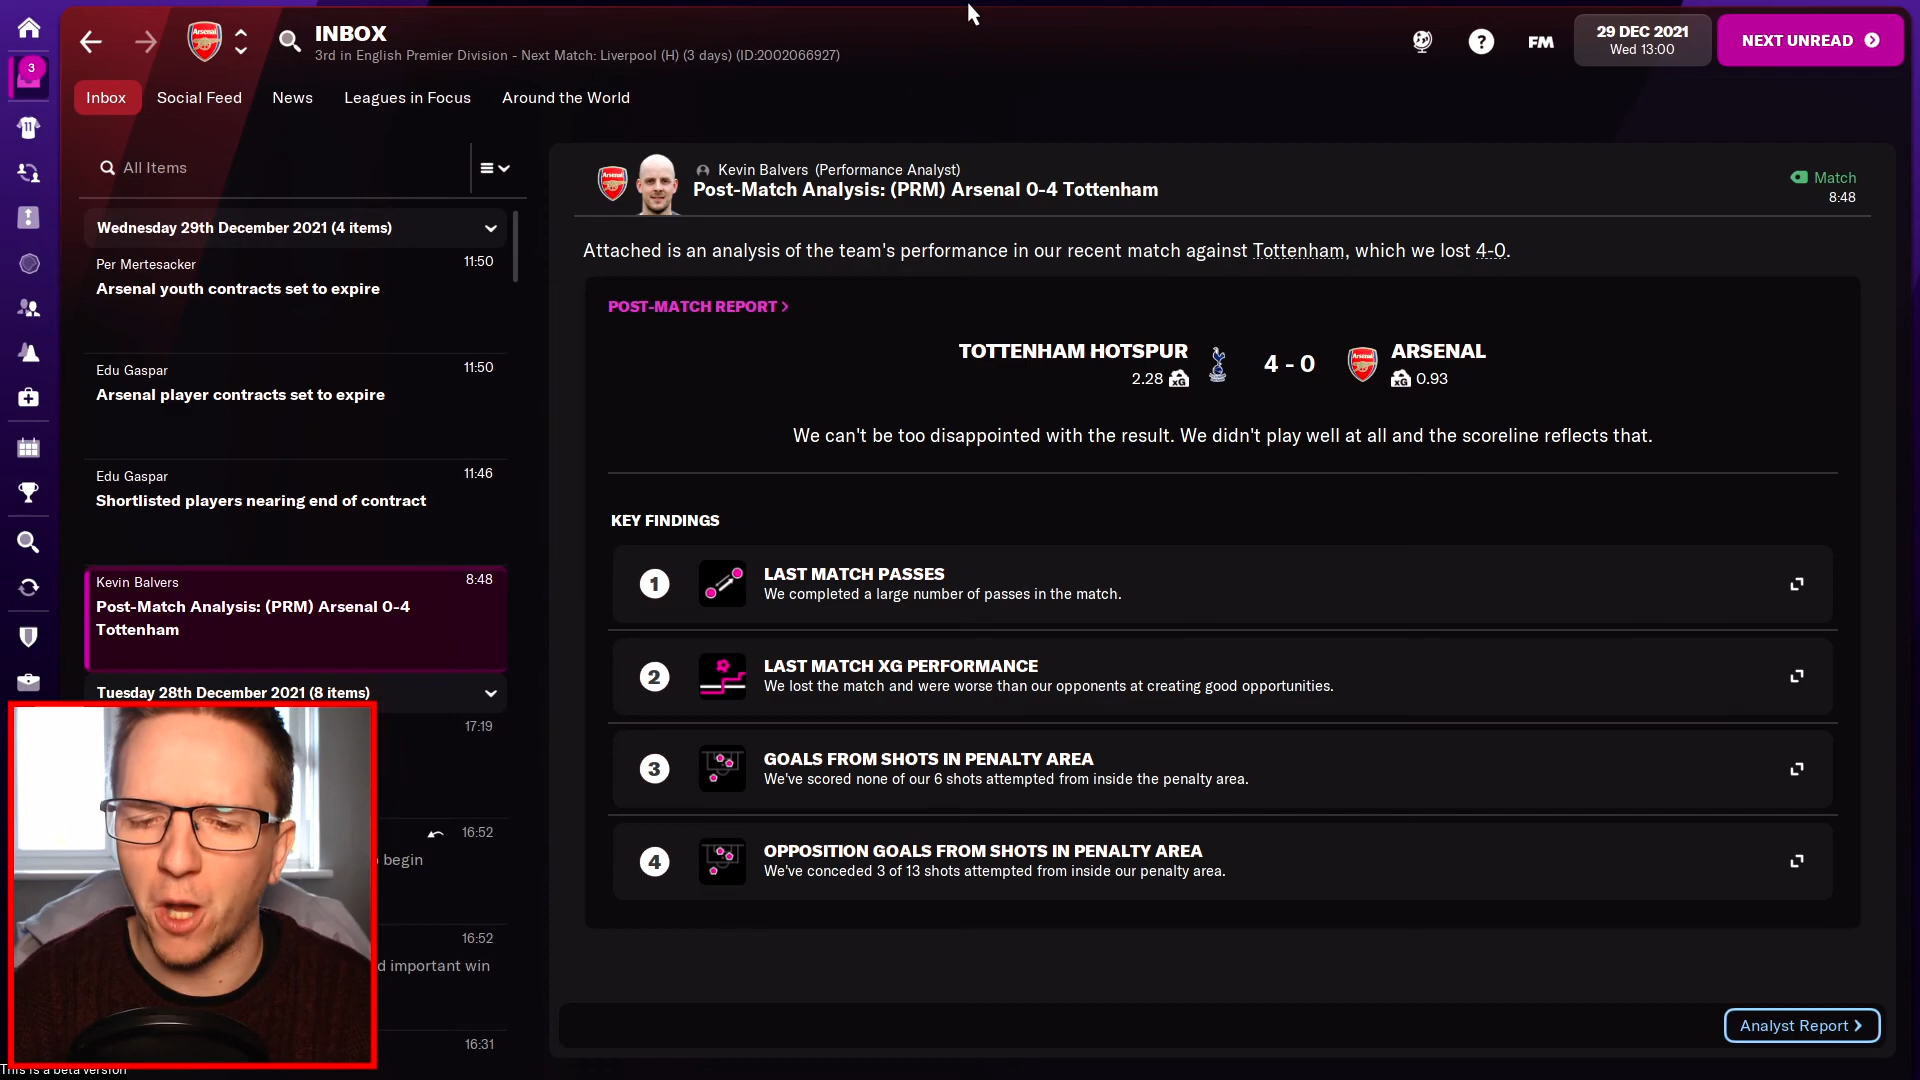 INBOX
3rd in English Premier Division - Next Match: Liverpool (H) (3 days) (ID:2002066927)
FM
29 DEC 2021
Wed 13:00
NEXT UNREAD
3
Inbox
Social Feed
News
Leagues in Focus
Around the World
All Items
Wednesday 29th December 2021 (4 items)
Per Mertesacker
11:50
Arsenal youth contracts set to expire
Edu Gaspar
11:50
Arsenal player contracts set to expire
Edu Gaspar
11:46
Shortlisted players nearing end of contract
Kevin Balvers
8:48
Post-Match Analysis: (PRM) Arsenal 0-4
Tottenham
Tuesday 28th December 2021 (8 items)
17:19
16:52
begin
16:52
d important win
16:31
This is a beta version
Kevin Balvers (Performance Analyst)
Post-Match Analysis: (PRM) Arsenal 0-4 Tottenham
Match
8:48
Attached is an analysis of the team's performance in our recent match against Tottenham, which we lost 4-0.
POST-MATCH REPORT >
TOTTENHAM HOTSPUR
2.28 xG
4 - 0
ARSENAL
xG 0.93
We can't be too disappointed with the result. We didn't play well at all and the scoreline reflects that.
KEY FINDINGS
1
LAST MATCH PASSES
We completed a large number of passes in the match.
2
LAST MATCH XG PERFORMANCE
We lost the match and were worse than our opponents at creating good opportunities.
3
GOALS FROM SHOTS IN PENALTY AREA
We've scored none of our 6 shots attempted from inside the penalty area.
4
OPPOSITION GOALS FROM SHOTS IN PENALTY AREA
We've conceded 3 of 13 shots attempted from inside our penalty area.
Analyst Report >